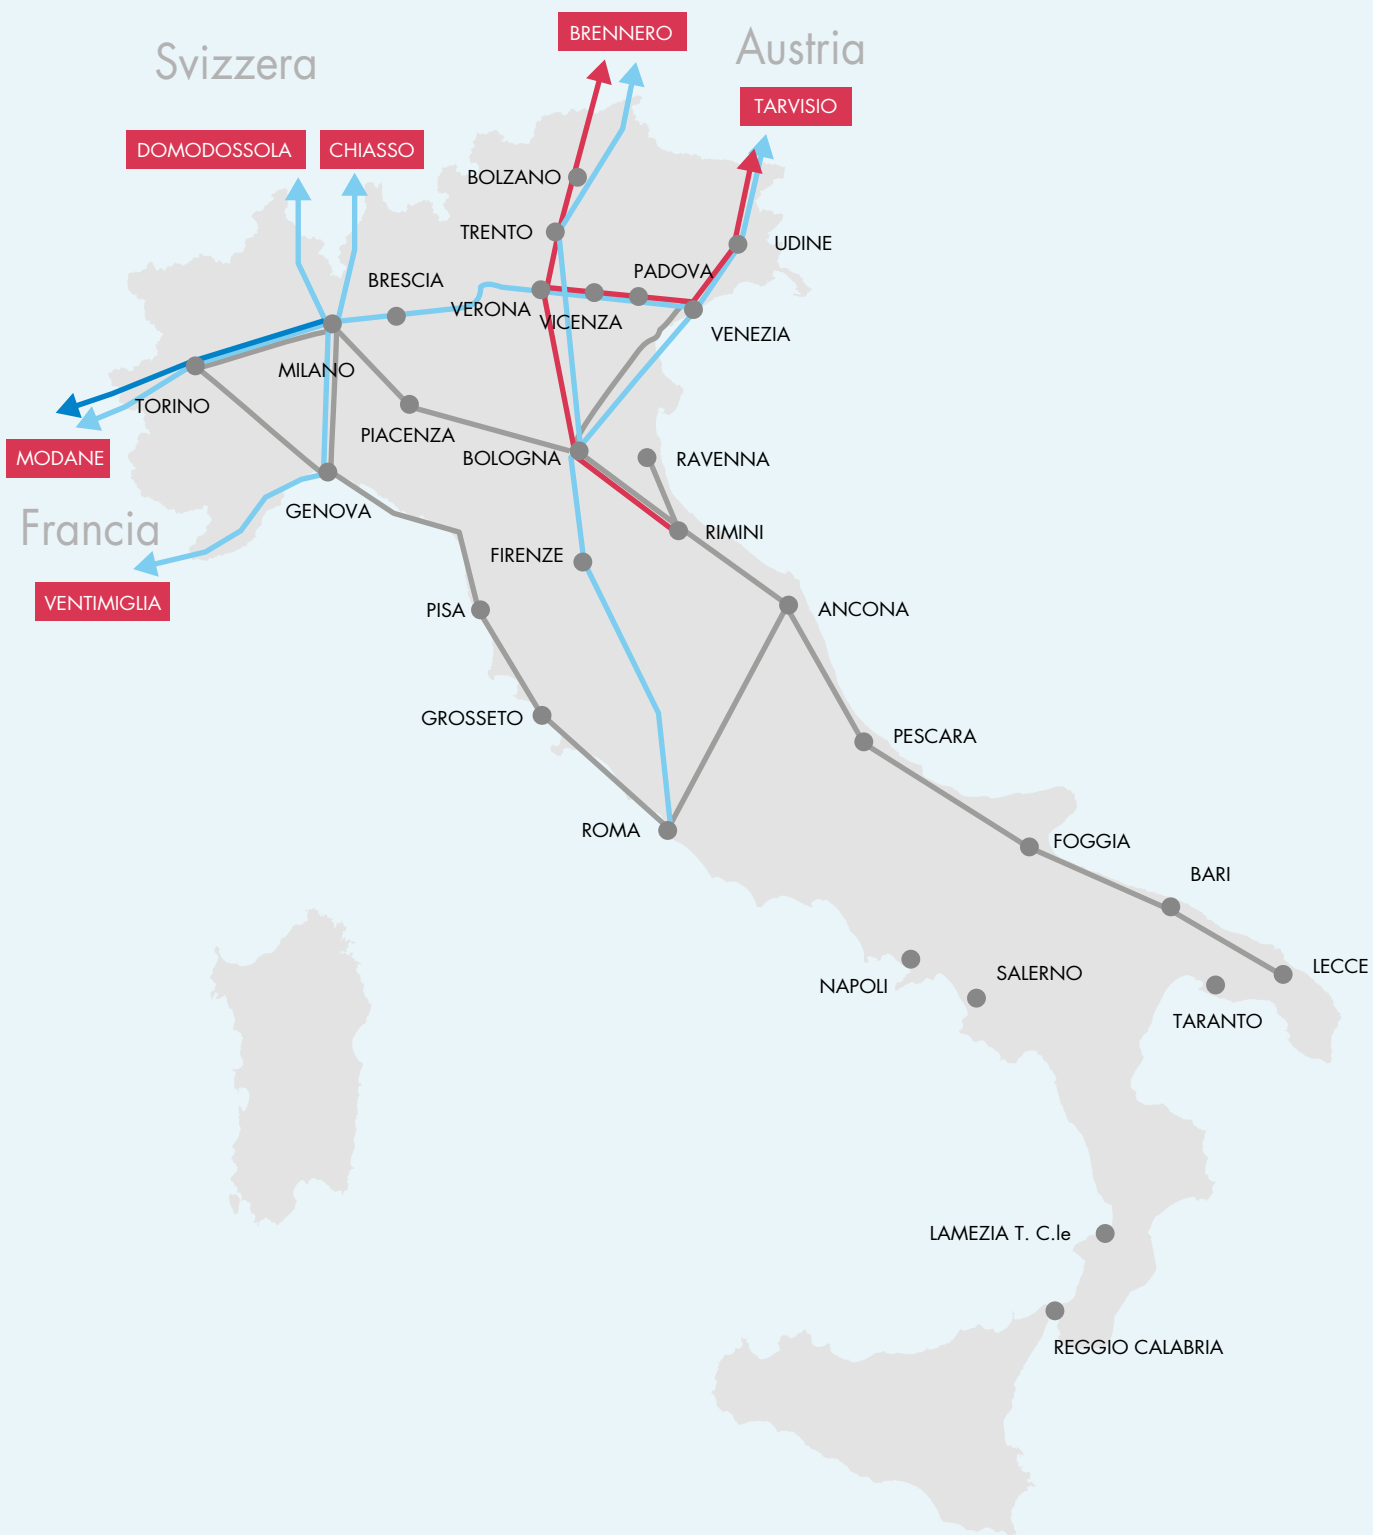 BRENNERO
Svizzera
Austria
TARVISIO
DOMODOSSOLA
CHIASSO
BOLZANO
TRENTO
UDINE
BRESCIA
PADOVA
VERONA
VICENZA
VENEZIA
MILANO
TORINO
PIACENZA
MODANE
BOLOGNA
RAVENNA
GENOVA
Francia
RIMINI
FIRENZE
VENTIMIGLIA
PISA
ANCONA
GROSSETO
PESCARA
ROMA
FOGGIA
BARI
LECCE
SALERNO
NAPOLI
TARANTO
LAMEZIA T. C.le
REGGIO CALABRIA